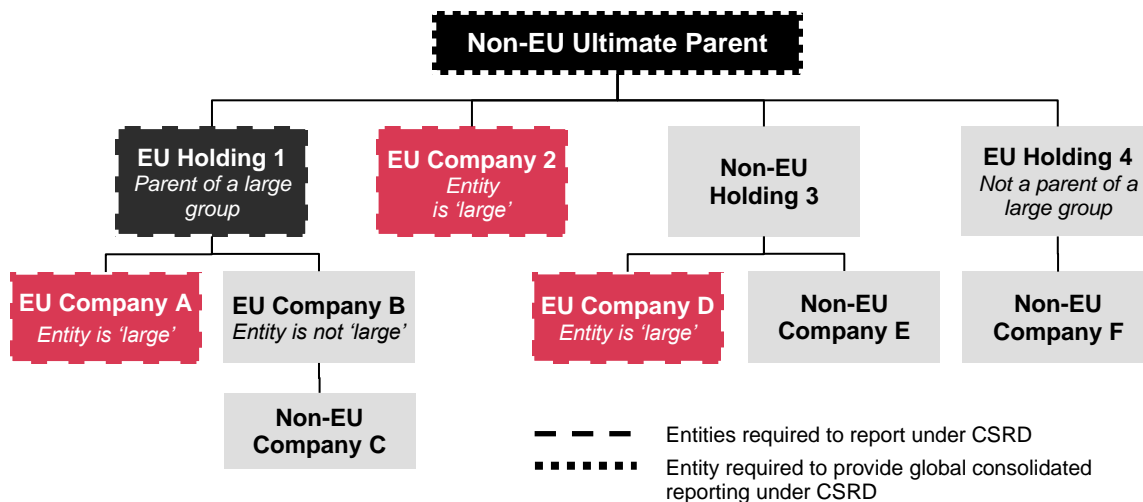 Non-EU Ultimate Parent
EU Holding 1
Parent of a large
group
EU Company 2
Entity
is ‘large’
Non-EU
Holding 3
EU Holding 4
Not a parent of a
large group
EU Company A
Entity is ‘large’
EU Company B
Entity is not ‘large’
EU Company D
Entity is ‘large’
Non-EU
Company E
Non-EU
Company F
Non-EU
Company C
Entities required to report under CSRD
Entity required to provide global consolidated
reporting under CSRD